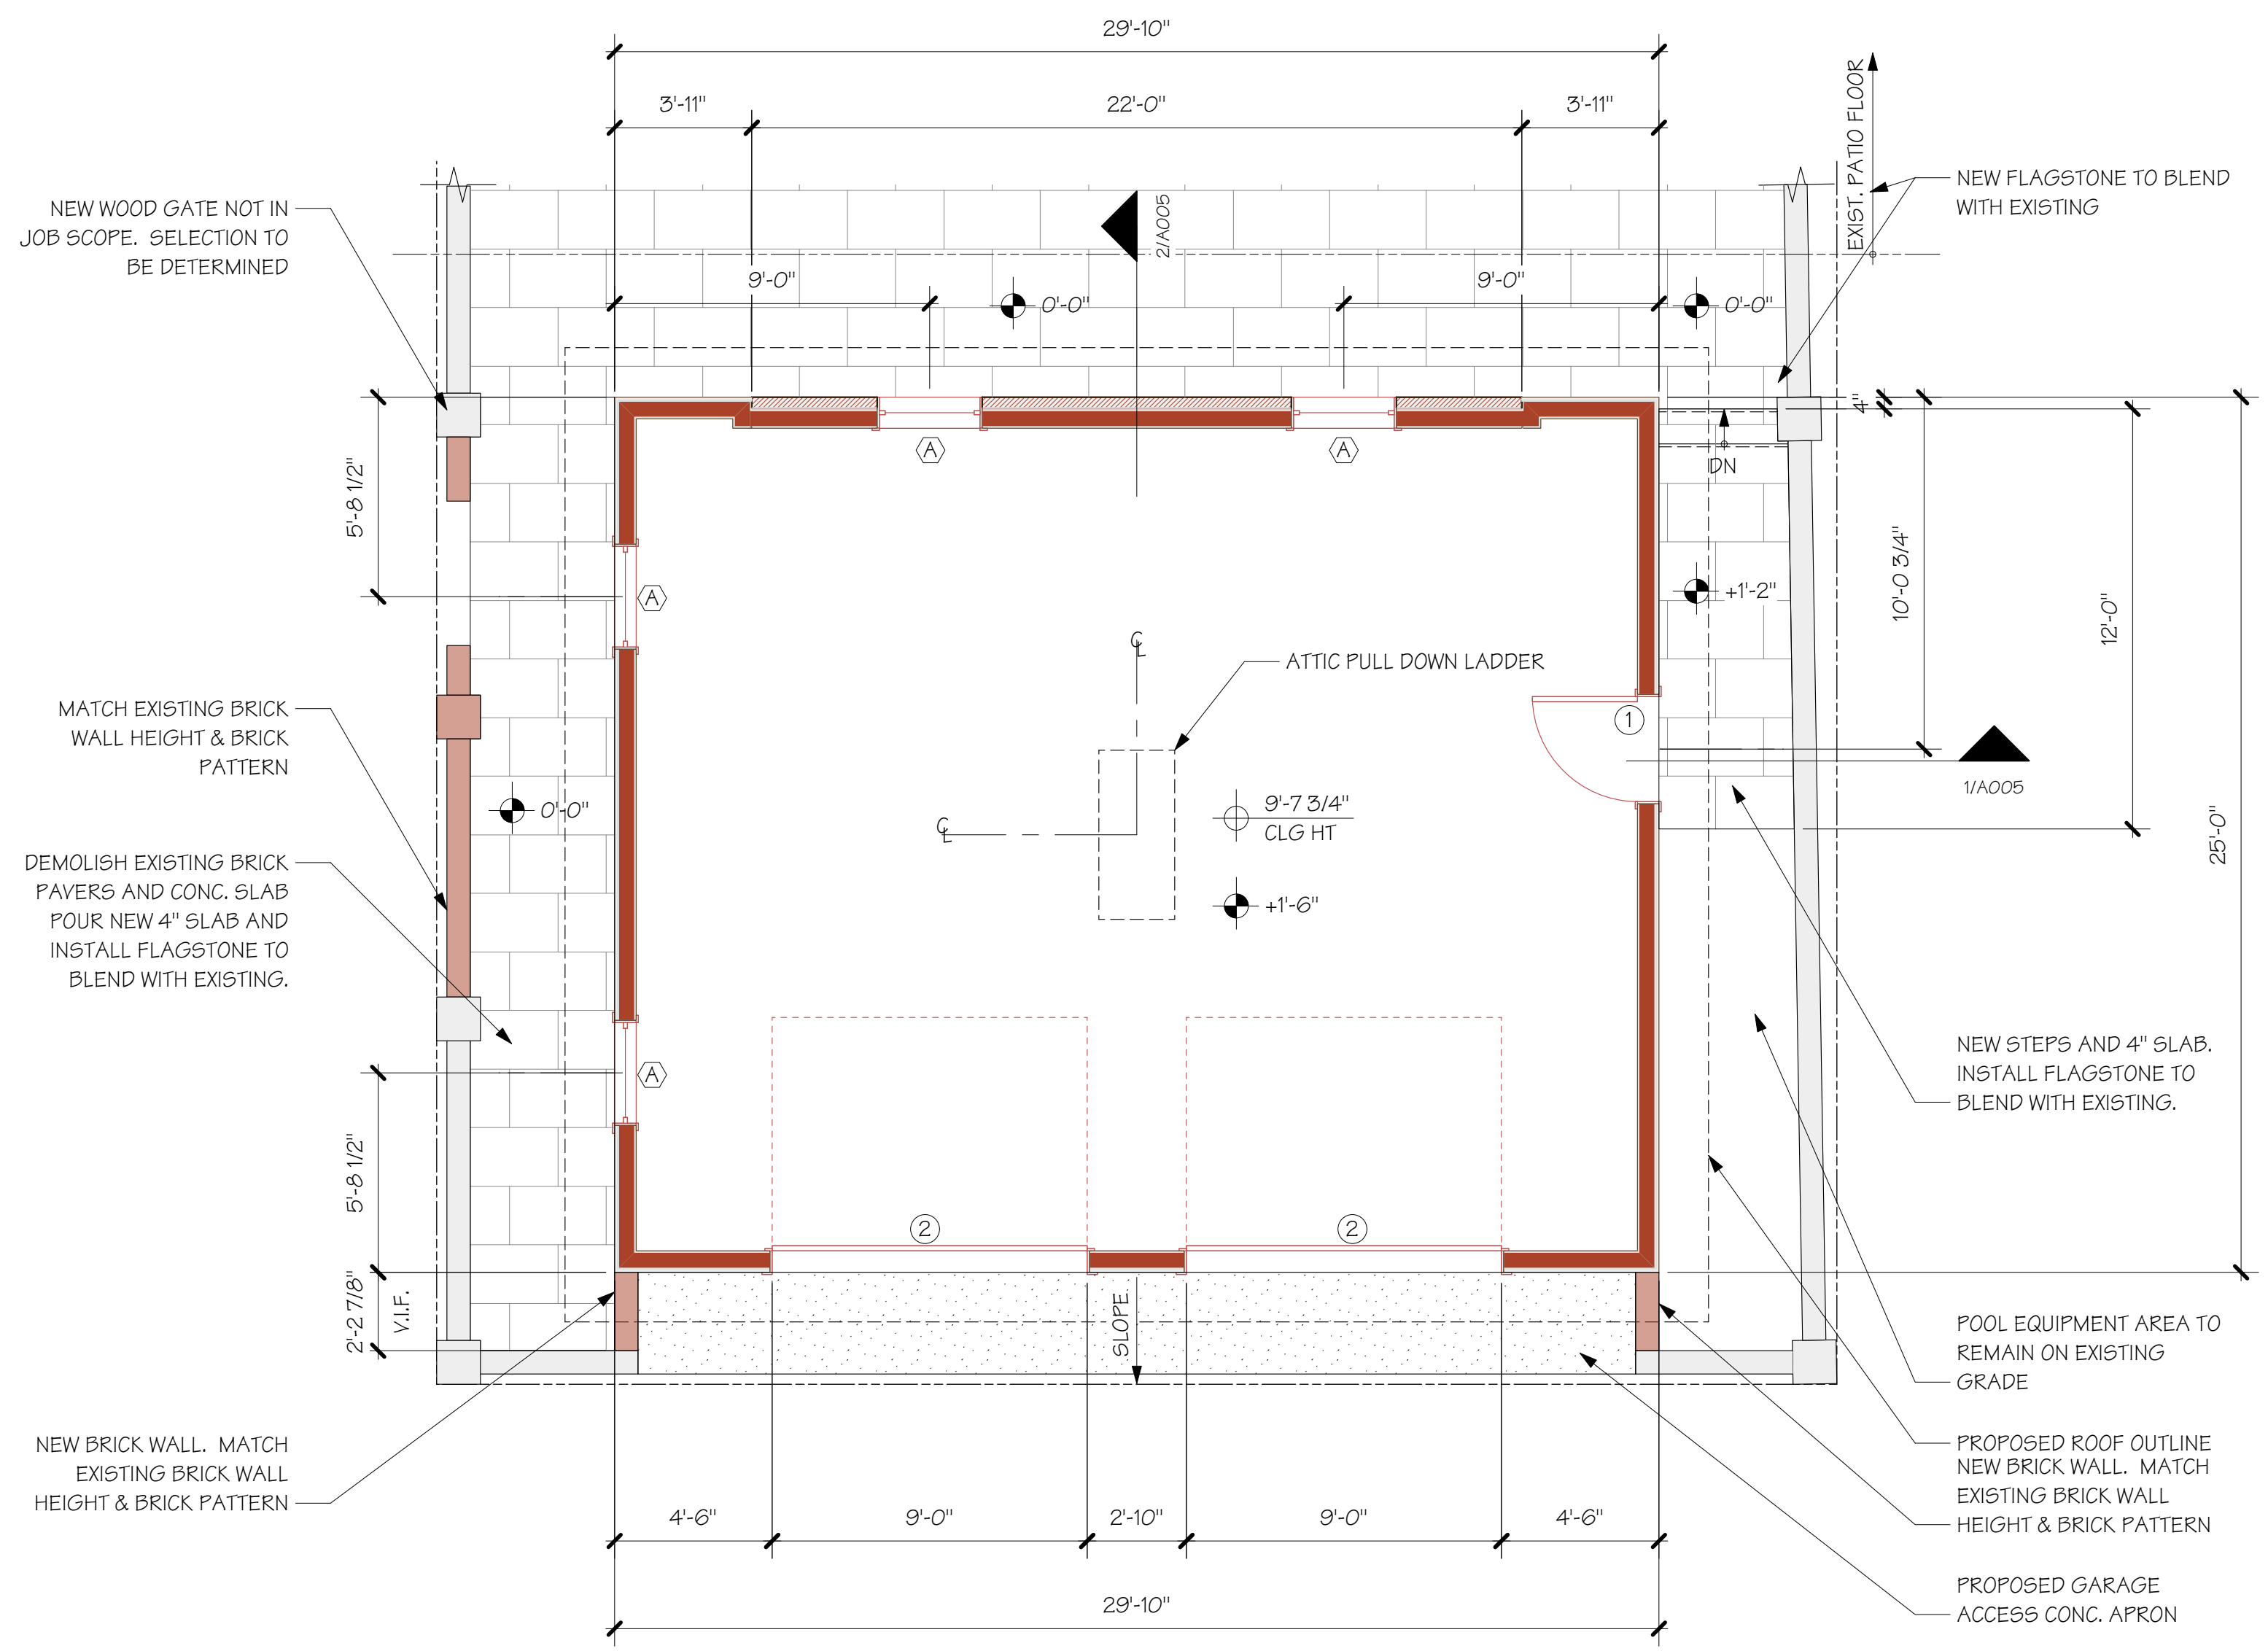 29'-10"
3'-11"
22'-0"
3'-11"
EXIST. PATIO FLOOR
NEW FLAGSTONE TO BLEND
WITH EXISTING
NEW WOOD GATE NOT IN
JOB SCOPE.  SELECTION TO
BE DETERMINED
2/A005
9'-0"
0'-0"
9'-0"
0'-0"
4"
A
A
DN
5'-8 1/2"
10'-0 3/4"
12'-0"
25'-0"
A
+1'-2"
ATTIC PULL DOWN LADDER
℄
1
MATCH EXISTING BRICK
WALL HEIGHT & BRICK
PATTERN
1/A005
0'-0"
℄
9'-7 3/4"
CLG HT
+1'-6"
DEMOLISH EXISTING BRICK
PAVERS AND CONC. SLAB
POUR NEW 4" SLAB AND
INSTALL FLAGSTONE TO
BLEND WITH EXISTING.
NEW STEPS AND 4" SLAB.
INSTALL FLAGSTONE TO
BLEND WITH EXISTING.
A
5'-8 1/2"
2
2
2'-2 7/8"
V.I.F.
SLOPE
POOL EQUIPMENT AREA TO
REMAIN ON EXISTING
GRADE
PROPOSED ROOF OUTLINE
NEW BRICK WALL.  MATCH
EXISTING BRICK WALL
HEIGHT & BRICK PATTERN
NEW BRICK WALL.  MATCH
EXISTING BRICK WALL
HEIGHT & BRICK PATTERN
4'-6"
9'-0"
2'-10"
9'-0"
4'-6"
PROPOSED GARAGE
ACCESS CONC. APRON
29'-10"